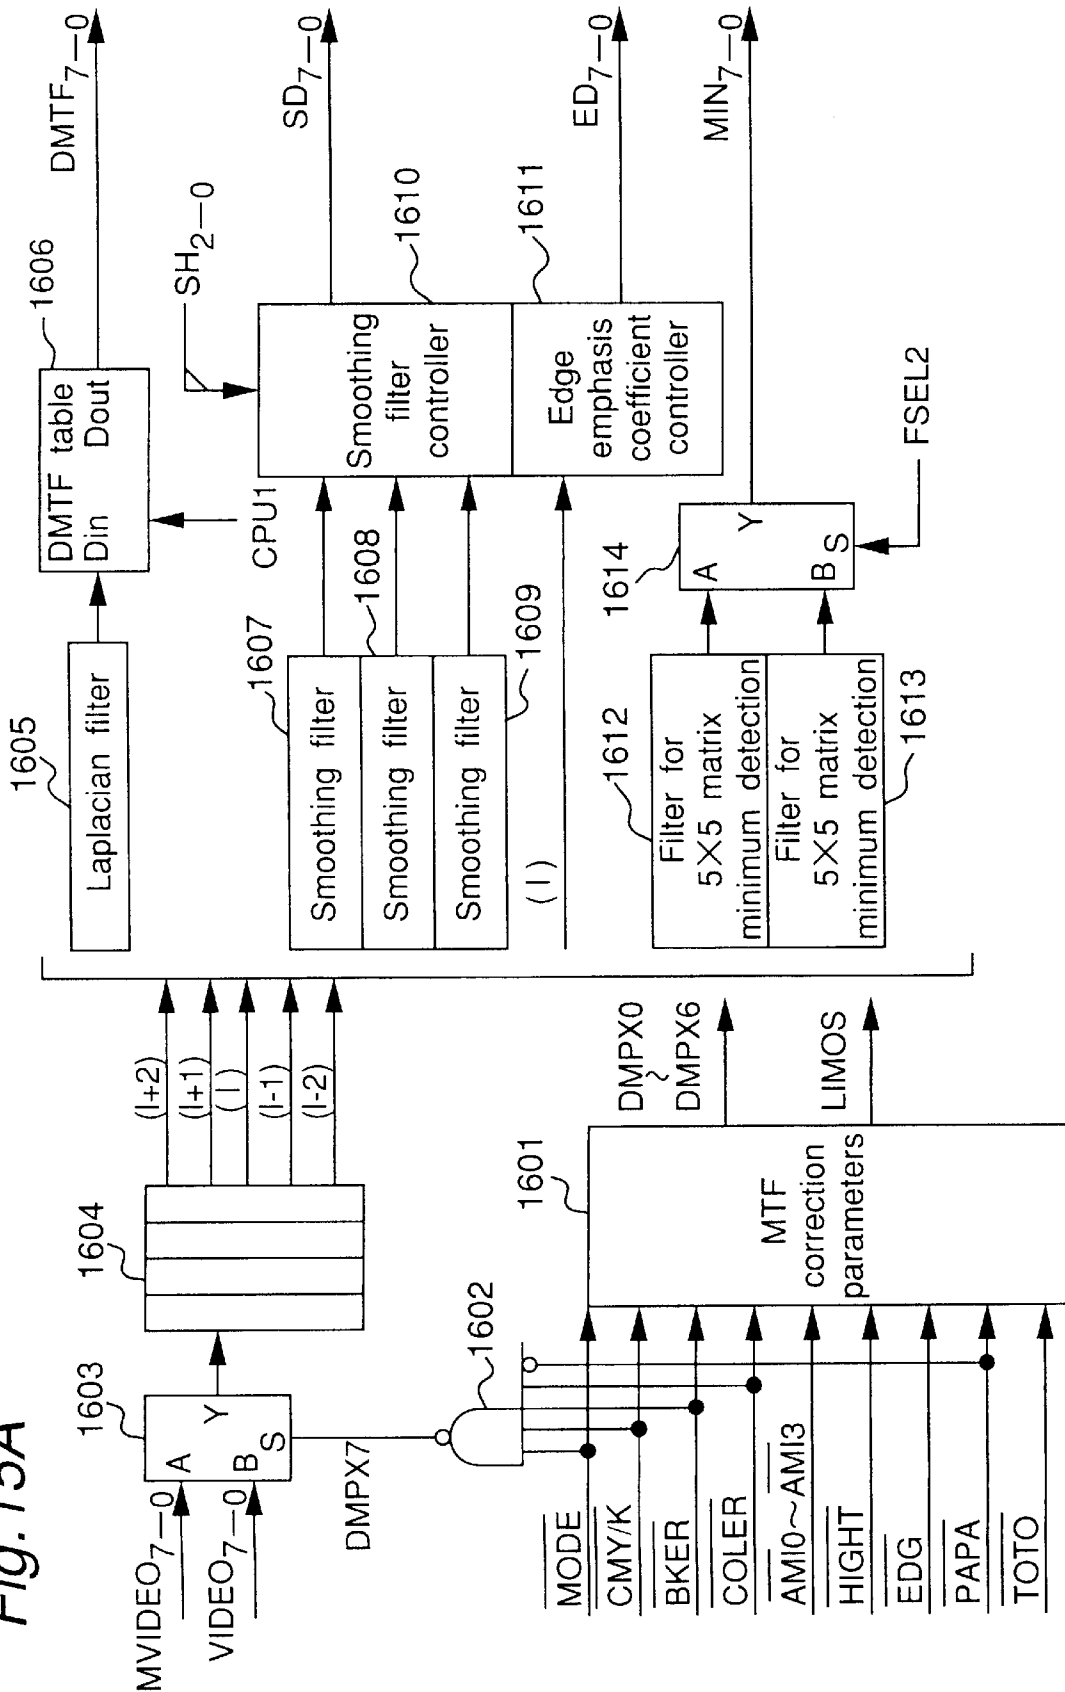 Fig.15A
MVIDEO7—0
VIDEO7—0
1603
A
B
Y
S
DMPX7
1602
1604
(I+2)
(I+1)
(I)
(I-1)
(I-2)
MODE
CMY/K
BKER
COLER
AMI0~AMI3
HIGHT
EDG
PAPA
TOTO
1601
MTF
correction
parameters
DMPX0
~
DMPX6
LIMOS
1605
Laplacian filter
1606
DMTF table
Din Dout
CPU1
DMTF7—0
1607
Smoothing filter
1608
Smoothing filter
1609
Smoothing filter
(I)
SH2—0
Smoothing
filter
controller
1610
SD7—0
Edge
emphasis
coefficient
controller
1611
ED7—0
1612
Filter for
5×5 matrix
minimum detection
Filter for
5×5 matrix
minimum detection
1613
1614
A
B
Y
S
FSEL2
MIN7—0